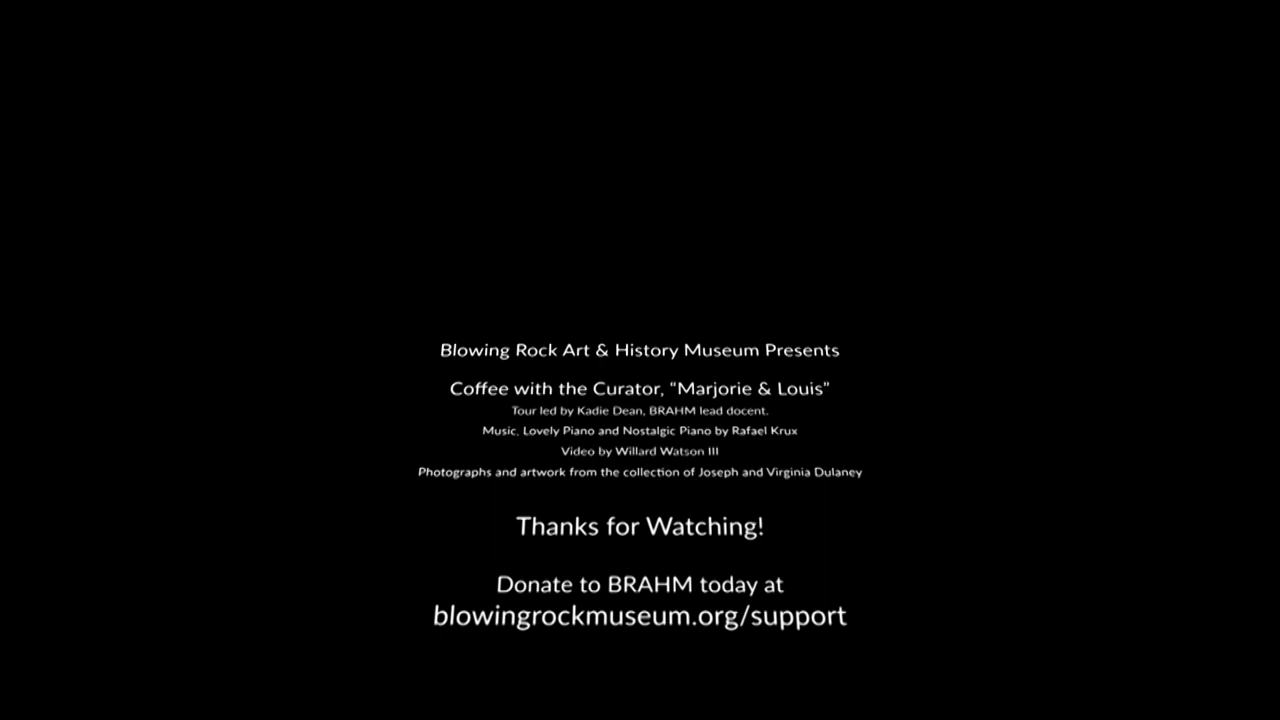 Blowing Rock Art & History Museum Presents
Coffee with the Curator, “Marjorie & Louis”
Tour led by Kadie Dean, BRAHM lead docent.
Music, Lovely Piano and Nostalgic Piano by Rafael Krux
Video by Willard Watson III
Photographs and artwork from the collection of Joseph and Virginia Dulaney
Thanks for Watching!
Donate to BRAHM today at
blowingrockmuseum.org/support